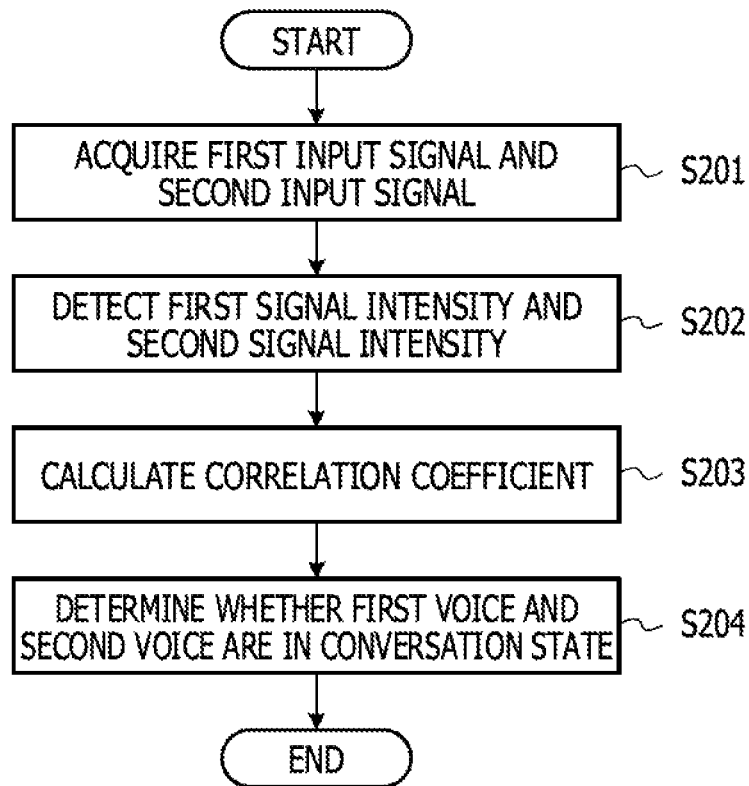 START
ACQUIRE FIRST INPUT SIGNAL AND
SECOND INPUT SIGNAL
S201
DETECT FIRST SIGNAL INTENSITY AND
SECOND SIGNAL INTENSITY
S202
CALCULATE CORRELATION COEFFICIENT
S203
DETERMINE WHETHER FIRST VOICE AND
SECOND VOICE ARE IN CONVERSATION STATE
S204
END